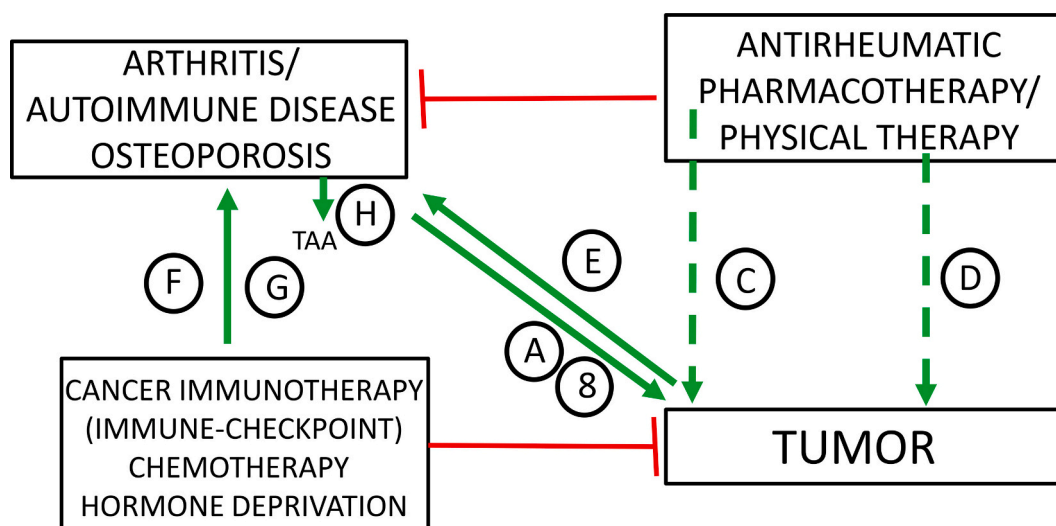 ARTHRITIS/
AUTOIMMUNE DISEASE
OSTEOPOROSIS
ANTIRHEUMATIC
PHARMACOTHERAPY/
PHYSICAL THERAPY
H
TAA
F
G
E
C
D
A
8
CANCER IMMUNOTHERAPY
(IMMUNE-CHECKPOINT)
CHEMOTHERAPY
HORMONE DEPRIVATION
TUMOR